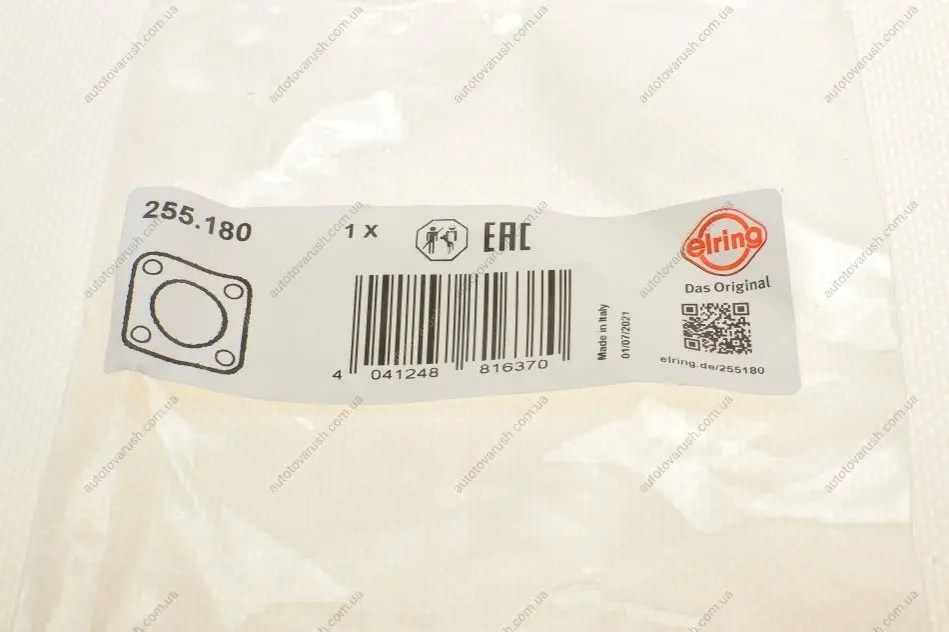 255.180
1 X
EAC
elring
Das Original
4 041248 816370
Made in Italy
01/07/2021
elring.de/255180
autotovarush.com.ua